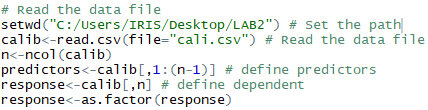 # Read the data file
setwd("C:/Users/IRIS/Desktop/LAB2") # Set the path
calib<-read.csv(file="cali.csv") # Read the data file
n<-ncol(calib)
predictors<-calib[,1:(n-1)] # define predictors
response<-calib[,n] # define dependent
response<-as.factor(response)